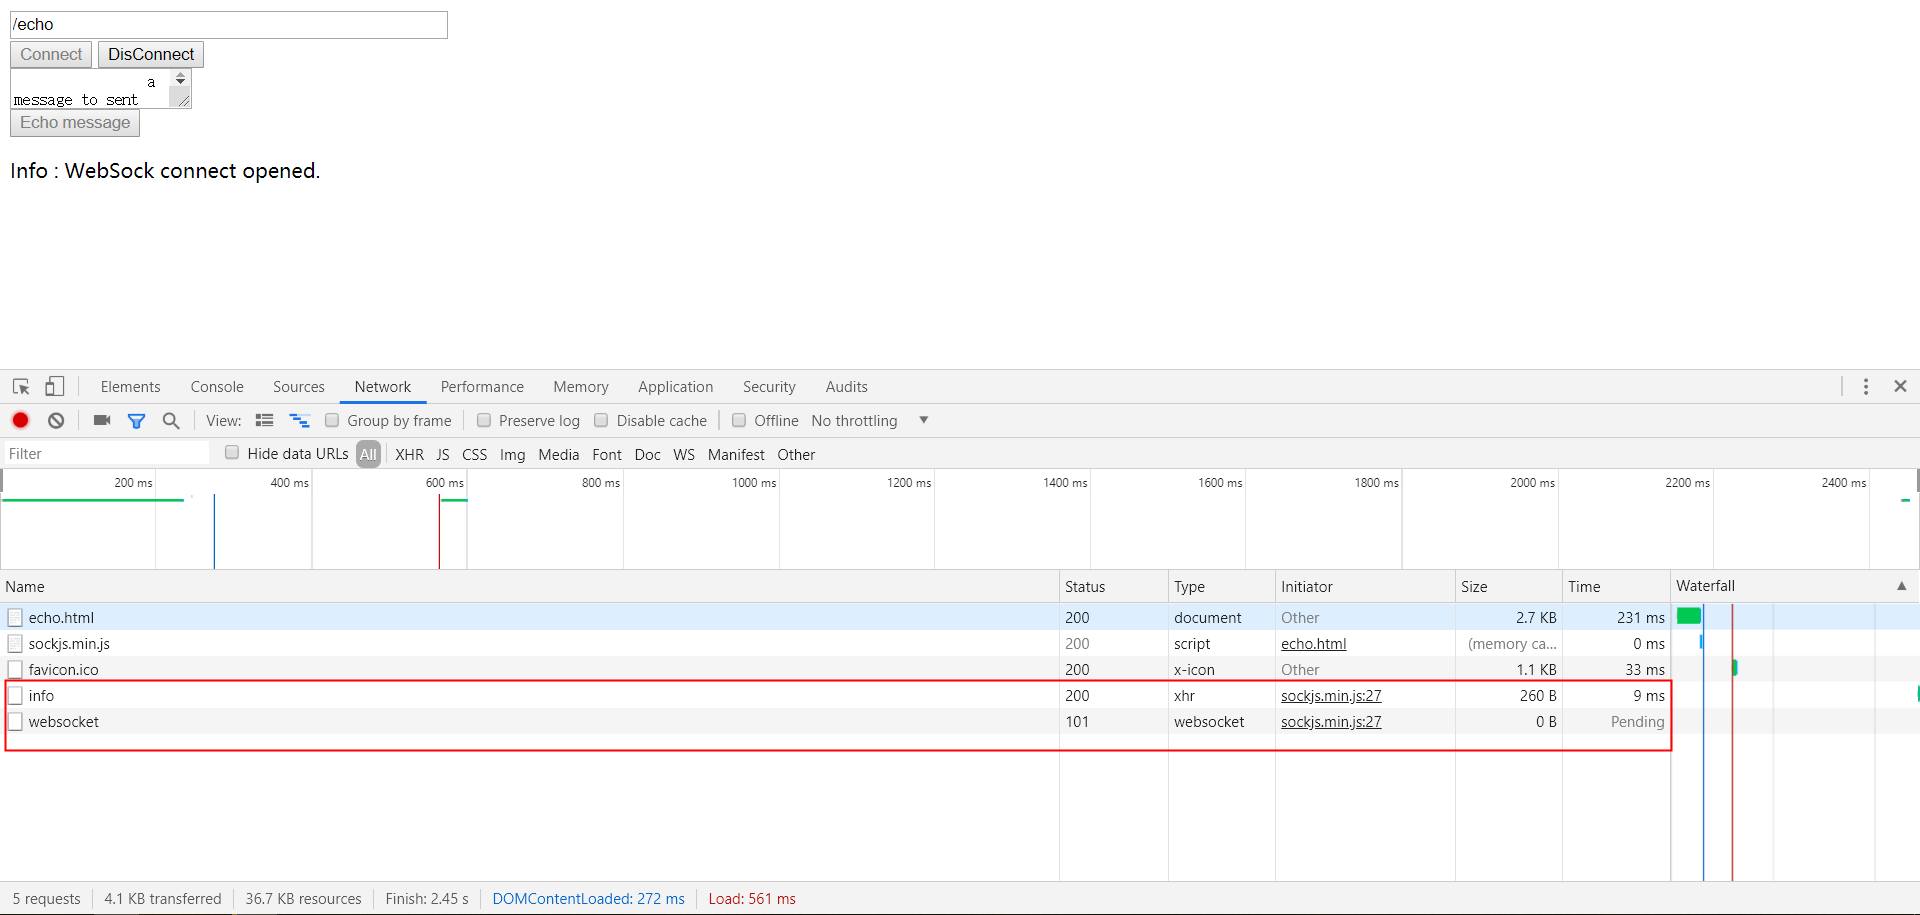 /echo
Connect DisConnect
a
message to sent
Echo message
Info : WebSock connect opened.
Elements Console Sources Network Performance Memory Application Security Audits
View: Group by frame Preserve log Disable cache Offline No throttling
Filter Hide data URLs All XHR JS CSS Img Media Font Doc WS Manifest Other
200 ms 400 ms 600 ms 800 ms 1000 ms 1200 ms 1400 ms 1600 ms 1800 ms 2000 ms 2200 ms 2400 ms
Name Status Type Initiator Size Time Waterfall
echo.html 200 document Other 2.7 KB 231 ms
sockjs.min.js 200 script echo.html (memory ca... 0 ms
favicon.ico 200 x-icon Other 1.1 KB 33 ms
info 200 xhr sockjs.min.js:27 260 B 9 ms
websocket 101 websocket sockjs.min.js:27 0 B Pending
5 requests 4.1 KB transferred 36.7 KB resources Finish: 2.45 s DOMContentLoaded: 272 ms Load: 561 ms